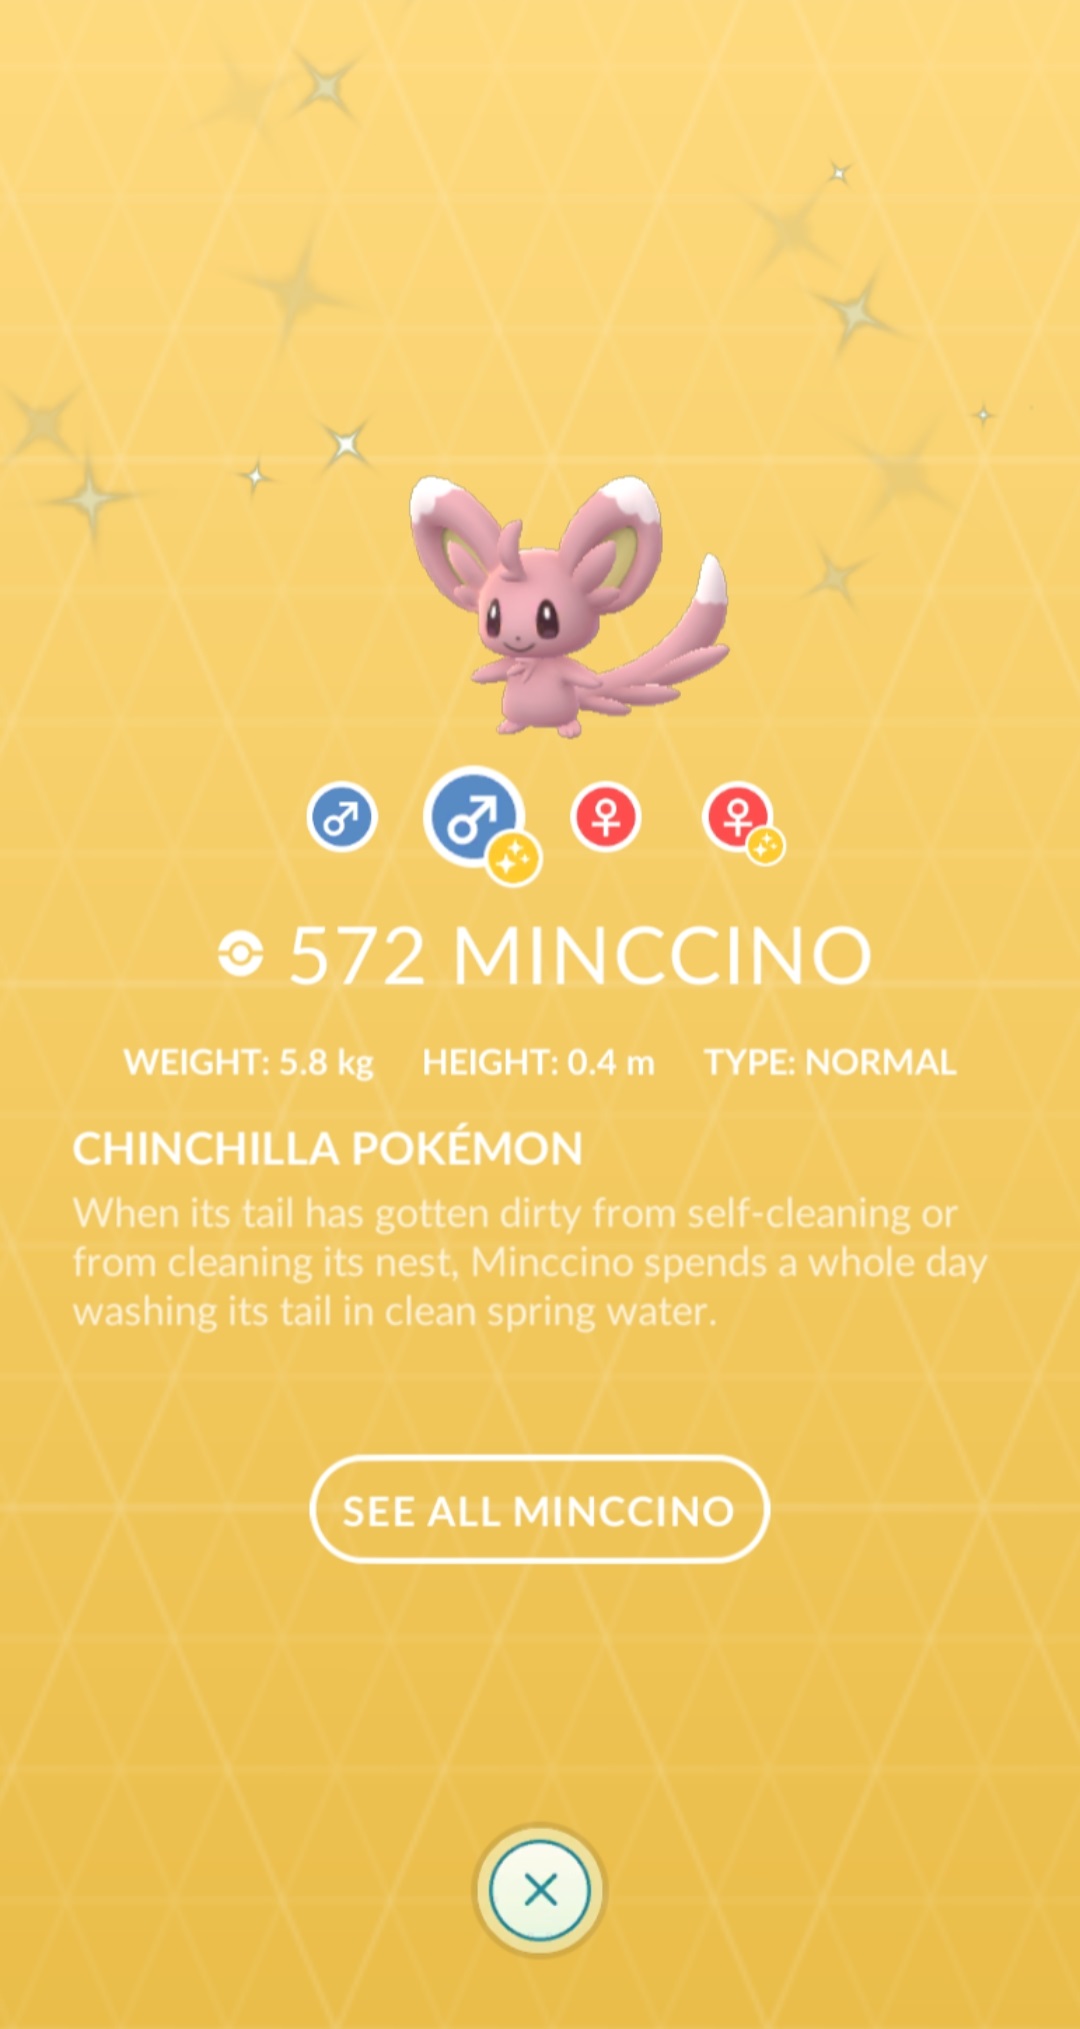 572 MINCCINO
WEIGHT: 5.8 kg HEIGHT: 0.4 m TYPE: NORMAL
CHINCHILLA POKÉMON
When its tail has gotten dirty from self-cleaning or
from cleaning its nest, Minccino spends a whole day
washing its tail in clean spring water.
SEE ALL MINCCINO